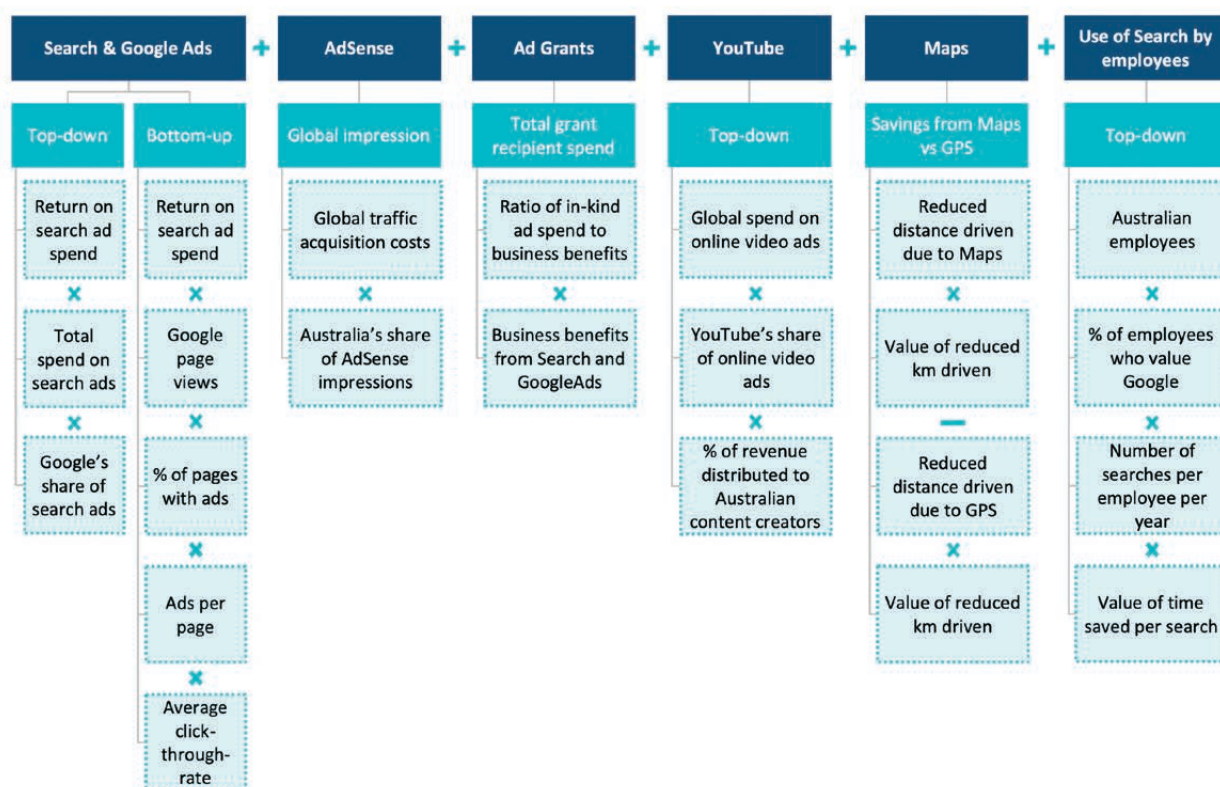 Search & Google Ads
+
AdSense
+
Ad Grants
+
YouTube
+
Maps
+
Use of Search by
employees
Top-down
Bottom-up
Global impression
Total grant
recipient spend
Top-down
Savings from Maps
vs GPS
Top-down
Return on
search ad
spend
×
Total
spend on
search ads
×
Google's
share of
search ads
Return on
search ad
spend
×
Google
page
views
×
% of pages
with ads
×
Ads per
page
×
Average
click-
through-
rate
Global traffic
acquisition costs
×
Australia's share
of AdSense
impressions
Ratio of in-kind
ad spend to
business benefits
×
Business benefits
from Search and
GoogleAds
Global spend on
online video ads
×
YouTube's share
of online video
ads
×
% of revenue
distributed to
Australian
content creators
Reduced
distance driven
due to Maps
×
Value of reduced
km driven
—
Reduced
distance driven
due to GPS
×
Value of reduced
km driven
Australian
employees
×
% of employees
who value
Google
×
Number of
searches per
employee per
year
×
Value of time
saved per search